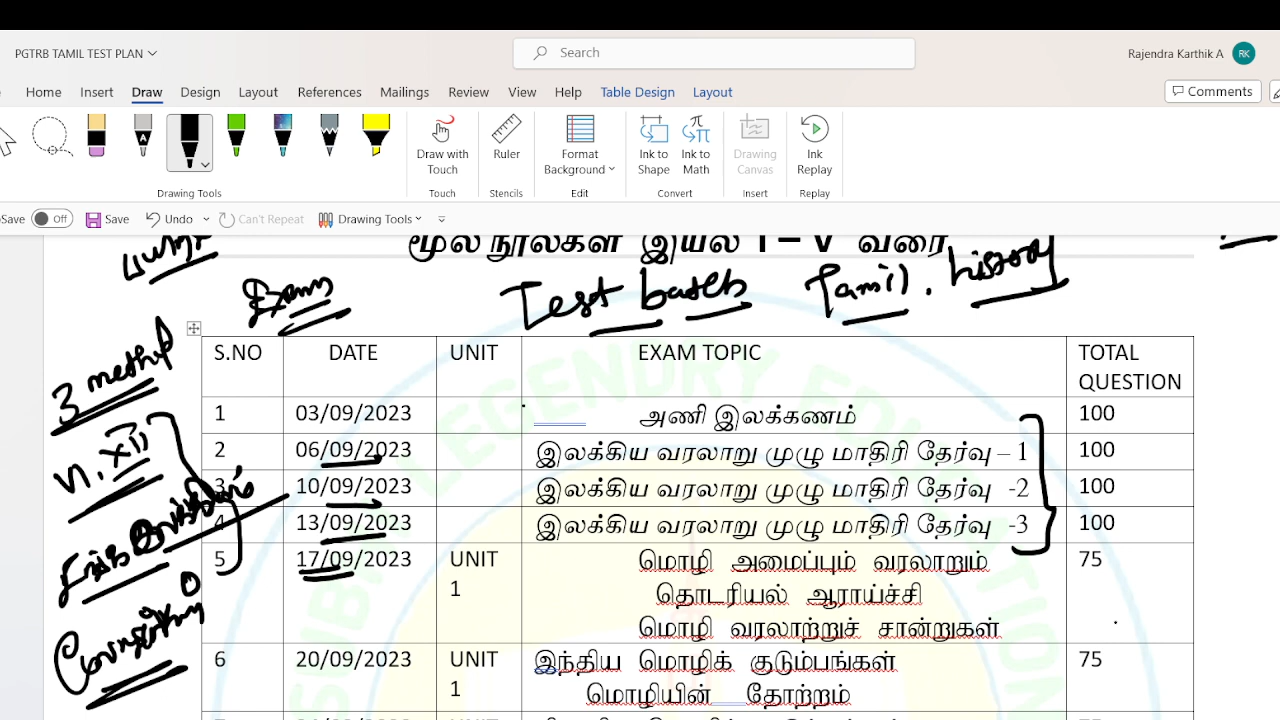 PGTRB TAMIL TEST PLAN
Search
Rajendra Karthik A RK
Home Insert Draw Design Layout References Mailings Review View Help Table Design Layout
Comments
Draw with Touch
Ruler
Format Background
Ink to Shape
Ink to Math
Drawing Canvas
Ink Replay
Drawing Tools Touch Stencils Edit Convert Insert Replay
Save Off Save Undo Can't Repeat Drawing Tools
மூல நூல்கள் இயல் I – V வரை
Exams Test batch Tamil. history
3 method
VI. XII
S.NO DATE UNIT EXAM TOPIC TOTAL QUESTION
1 03/09/2023 அணி இலக்கணம் 100
2 06/09/2023 இலக்கிய வரலாறு முழு மாதிரி தேர்வு – 1 100
3 10/09/2023 இலக்கிய வரலாறு முழு மாதிரி தேர்வு -2 100
4 13/09/2023 இலக்கிய வரலாறு முழு மாதிரி தேர்வு -3 100
5 17/09/2023 UNIT 1 மொழி அமைப்பும் வரலாறும் 75
தொடரியல் ஆராய்ச்சி
மொழி வரலாற்றுச் சான்றுகள்
6 20/09/2023 UNIT 1 இந்திய மொழிக் குடும்பங்கள் 75
மொழியின் தோற்றம்
LEGENDRY EDUCATION